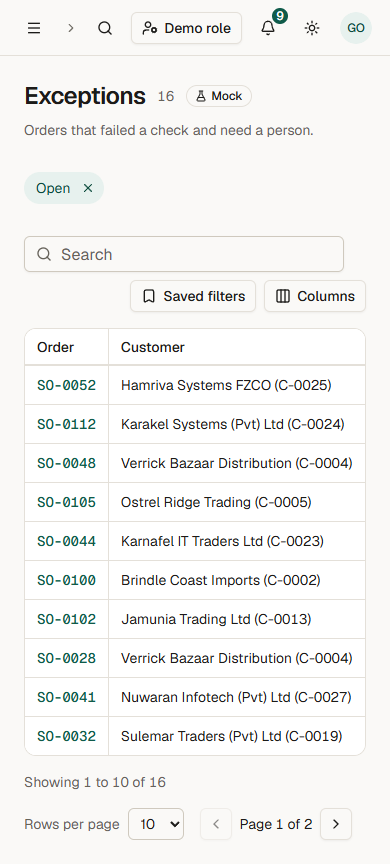 Demo role
9
GO
Exceptions 16 Mock
Orders that failed a check and need a person.
Open
Search
Saved filters Columns
Order Customer
SO-0052 Hamriva Systems FZCO (C-0025)
SO-0112 Karakel Systems (Pvt) Ltd (C-0024)
SO-0048 Verrick Bazaar Distribution (C-0004)
SO-0105 Ostrel Ridge Trading (C-0005)
SO-0044 Karnafel IT Traders Ltd (C-0023)
SO-0100 Brindle Coast Imports (C-0002)
SO-0102 Jamunia Trading Ltd (C-0013)
SO-0028 Verrick Bazaar Distribution (C-0004)
SO-0041 Nuwaran Infotech (Pvt) Ltd (C-0027)
SO-0032 Sulemar Traders (Pvt) Ltd (C-0019)
Showing 1 to 10 of 16
Rows per page 10 Page 1 of 2